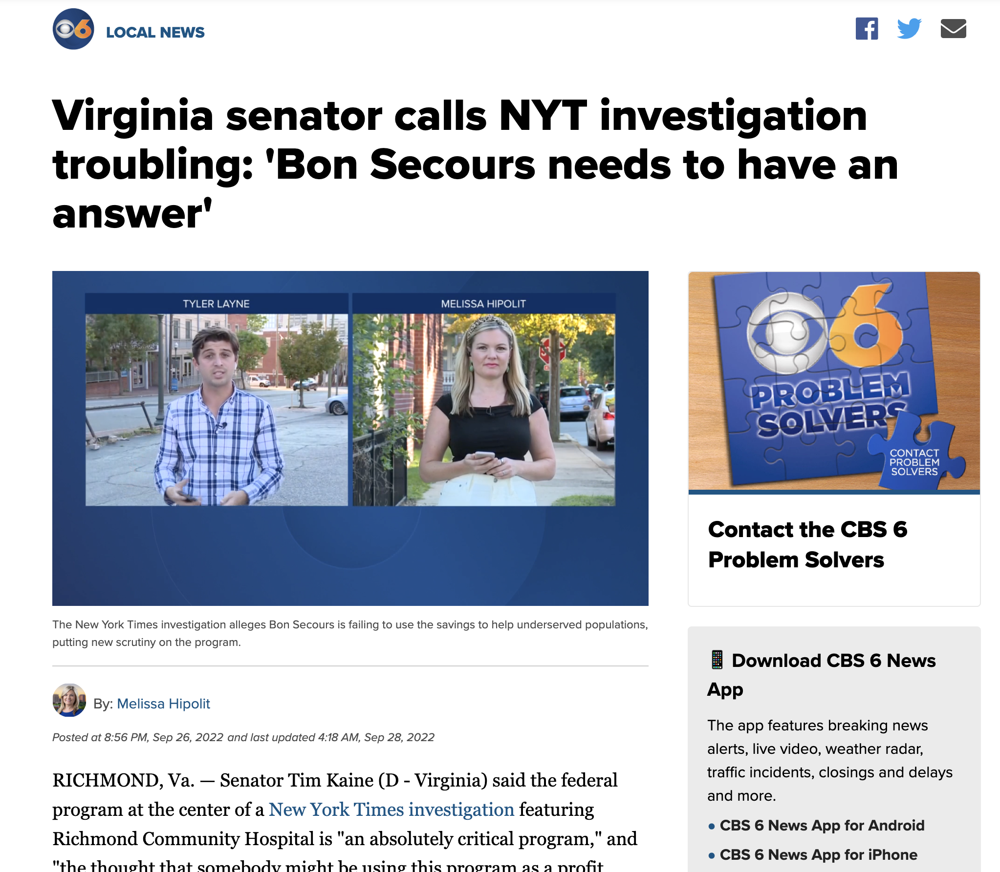 6
LOCAL NEWS
Virginia senator calls NYT investigation
troubling: 'Bon Secours needs to have an
answer'
TYLER LAYNE
MELISSA HIPOLIT
The New York Times investigation alleges Bon Secours is failing to use the savings to help underserved populations,
putting new scrutiny on the program.
By: Melissa Hipolit
Posted at 8:56 PM, Sep 26, 2022 and last updated 4:18 AM, Sep 28, 2022
RICHMOND, Va. — Senator Tim Kaine (D - Virginia) said the federal
program at the center of a New York Times investigation featuring
Richmond Community Hospital is "an absolutely critical program," and
"the thought that somebody might be using this program as a profit
6
PROBLEM
SOLVERS
CONTACT
PROBLEM
SOLVERS
Contact the CBS 6
Problem Solvers
Download CBS 6 News
App
The app features breaking news
alerts, live video, weather radar,
traffic incidents, closings and delays
and more.
• CBS 6 News App for Android
• CBS 6 News App for iPhone